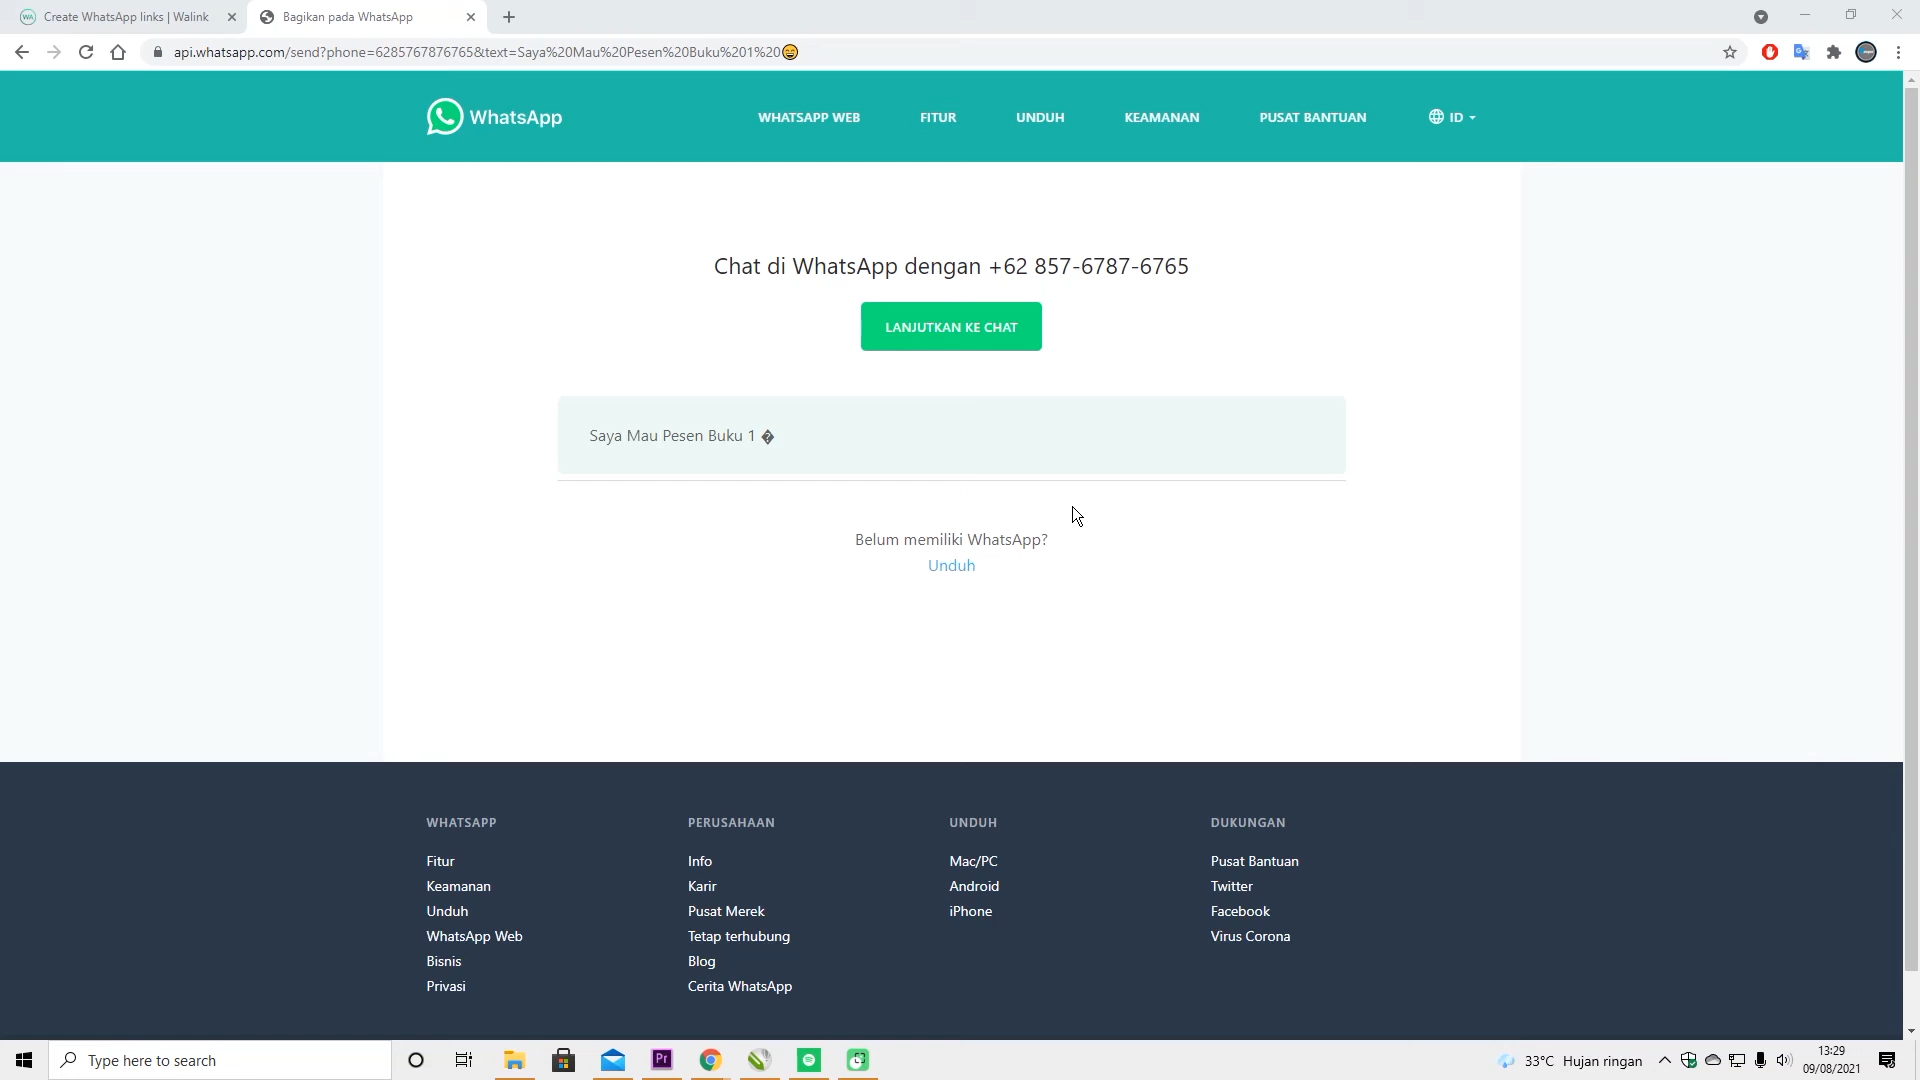 Create WhatsApp links | Walink
Bagikan pada WhatsApp
api.whatsapp.com/send?phone=6285767876765&text=Saya%20Mau%20Pesen%20Buku%201%20😄
WhatsApp
WHATSAPP WEB
FITUR
UNDUH
KEAMANAN
PUSAT BANTUAN
ID
Chat di WhatsApp dengan +62 857-6787-6765
LANJUTKAN KE CHAT
Saya Mau Pesen Buku 1 �
Belum memiliki WhatsApp?
Unduh
WHATSAPP
Fitur
Keamanan
Unduh
WhatsApp Web
Bisnis
Privasi
PERUSAHAAN
Info
Karir
Pusat Merek
Tetap terhubung
Blog
Cerita WhatsApp
UNDUH
Mac/PC
Android
iPhone
DUKUNGAN
Pusat Bantuan
Twitter
Facebook
Virus Corona
Type here to search
Pr
33°C Hujan ringan
13:29
09/08/2021